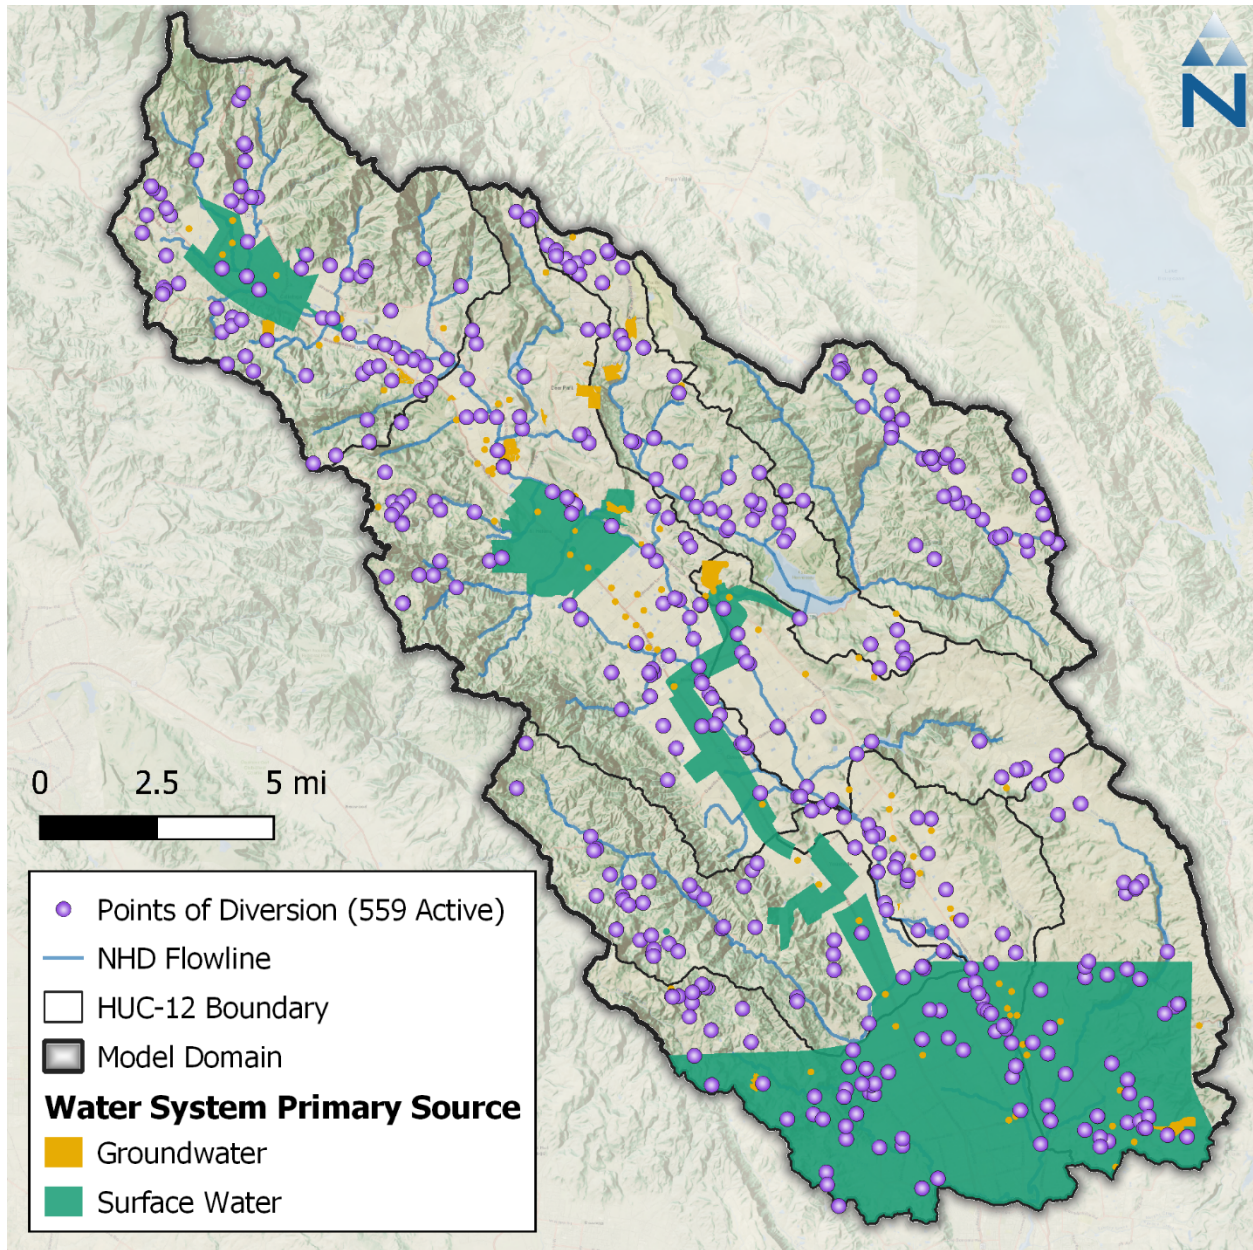 N
0 2.5 5 mi
Points of Diversion (559 Active)
NHD Flowline
HUC-12 Boundary
Model Domain
Water System Primary Source
Groundwater
Surface Water